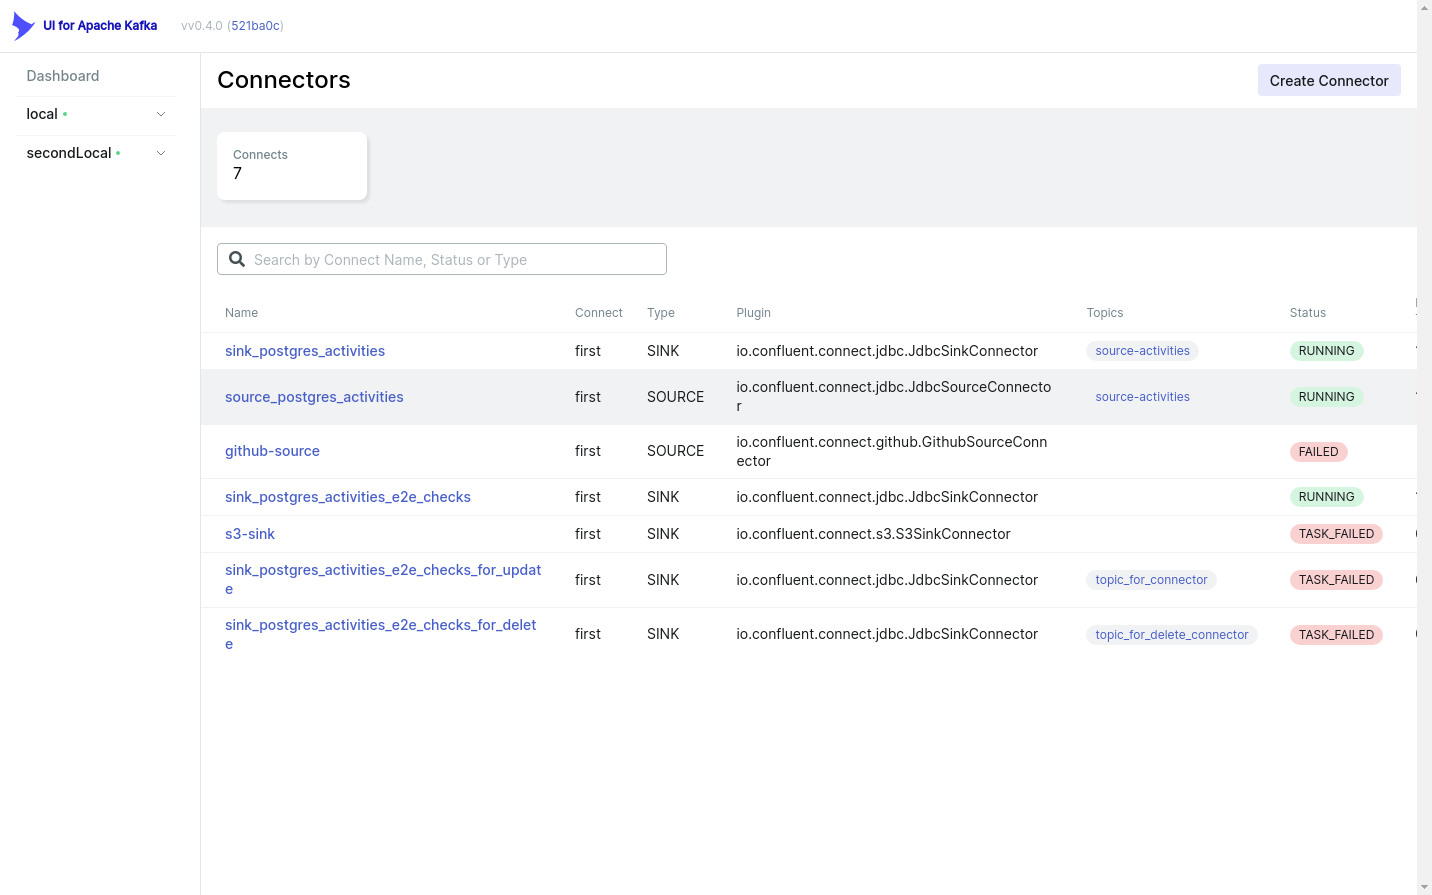 UI for Apache Kafka vv0.4.0 (521ba0c)
Dashboard
local
secondLocal
Connectors
Create Connector
Connects
7
Search by Connect Name, Status or Type
Name Connect Type Plugin Topics Status
sink_postgres_activities first SINK io.confluent.connect.jdbc.JdbcSinkConnector source-activities RUNNING
source_postgres_activities first SOURCE io.confluent.connect.jdbc.JdbcSourceConnecto
r source-activities RUNNING
github-source first SOURCE io.confluent.connect.github.GithubSourceConn
ector FAILED
sink_postgres_activities_e2e_checks first SINK io.confluent.connect.jdbc.JdbcSinkConnector RUNNING
s3-sink first SINK io.confluent.connect.s3.S3SinkConnector TASK_FAILED
sink_postgres_activities_e2e_checks_for_updat
e first SINK io.confluent.connect.jdbc.JdbcSinkConnector topic_for_connector TASK_FAILED
sink_postgres_activities_e2e_checks_for_delet
e first SINK io.confluent.connect.jdbc.JdbcSinkConnector topic_for_delete_connector TASK_FAILED